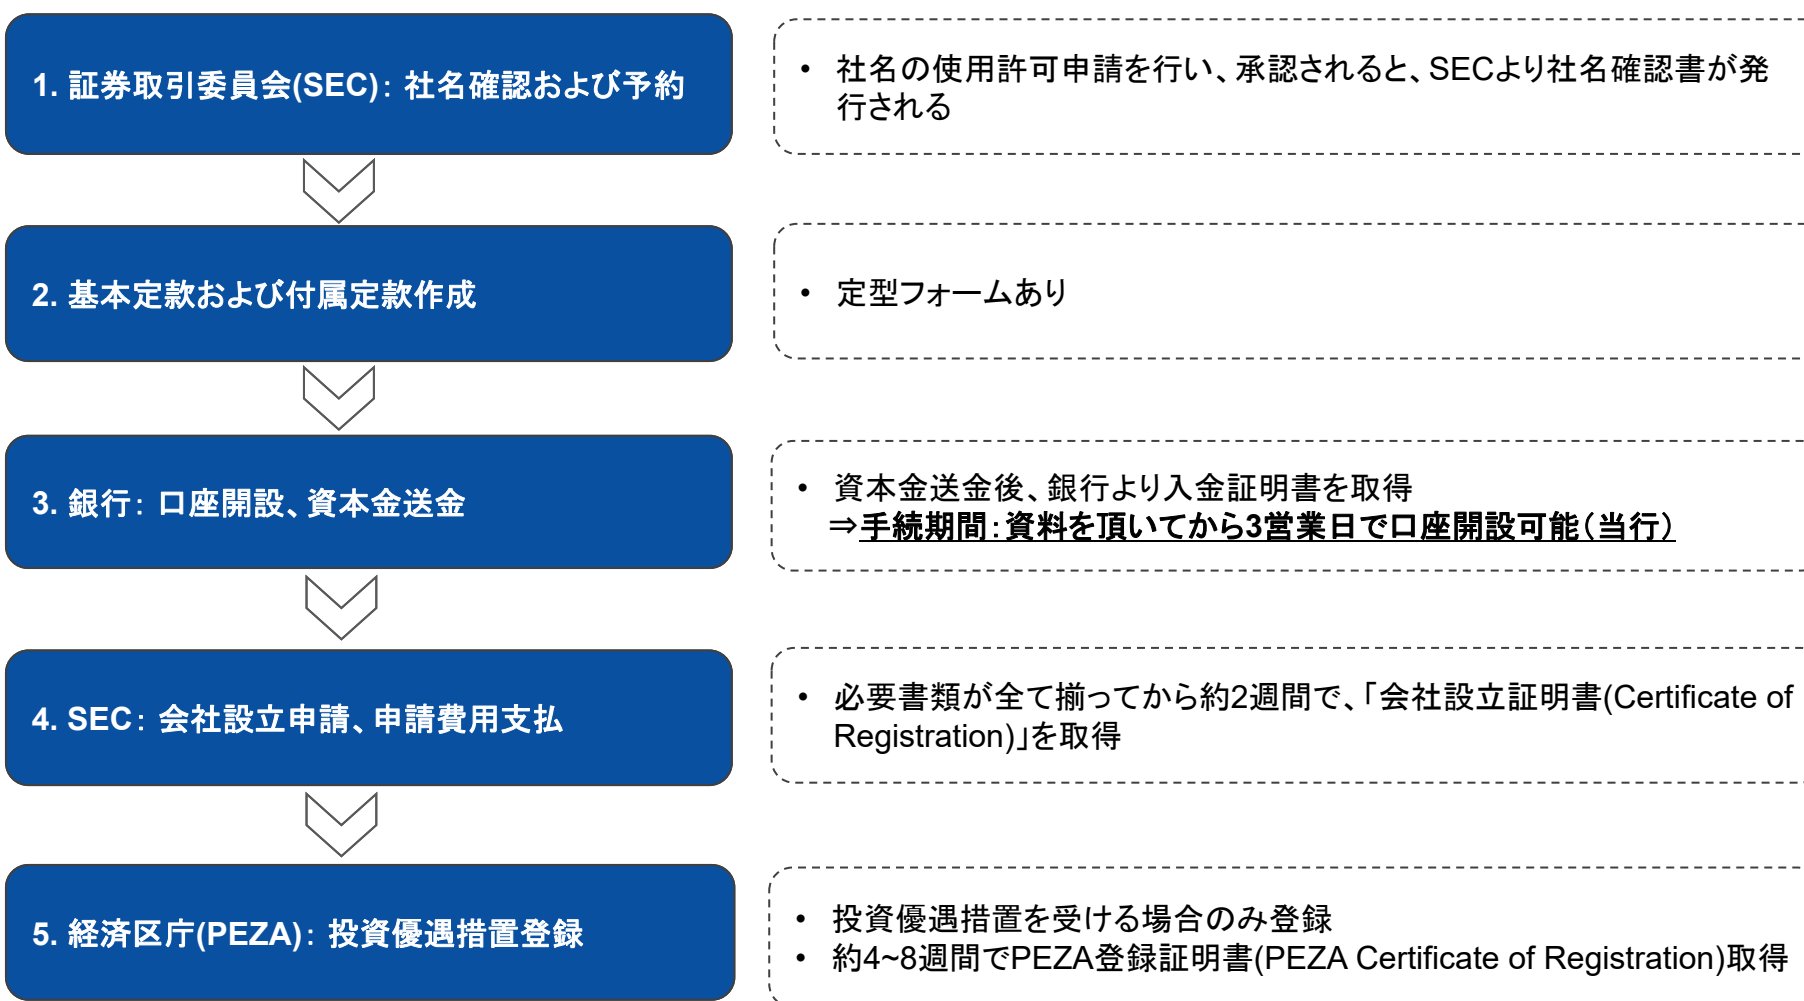 1. 証券取引委員会(SEC)：社名確認および予約
• 社名の使用許可申請を行い、承認されると、SECより社名確認書が発
行される
2. 基本定款および付属定款作成
• 定型フォームあり
3. 銀行：口座開設、資本金送金
• 資本金送金後、銀行より入金証明書を取得
⇒手続期間：資料を頂いてから3営業日で口座開設可能（当行）
4. SEC：会社設立申請、申請費用支払
• 必要書類が全て揃ってから約2週間で、「会社設立証明書(Certificate of
Registration)」を取得
5. 経済区庁(PEZA)：投資優遇措置登録
• 投資優遇措置を受ける場合のみ登録
• 約4~8週間でPEZA登録証明書(PEZA Certificate of Registration)取得